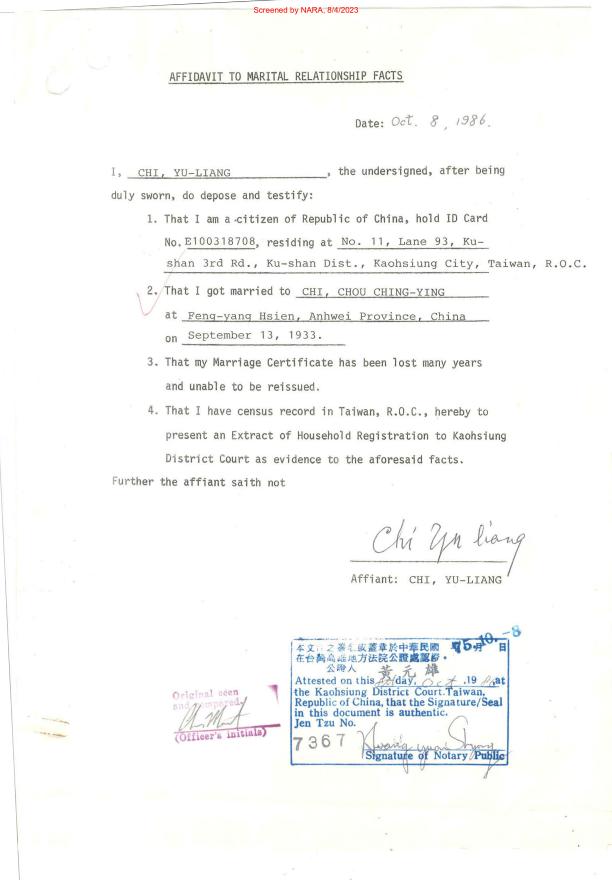 Screened by NARA, 8/4/2023
AFFIDAVIT TO MARITAL RELATIONSHIP FACTS
Date: Oct. 8, 1986.
I, CHI, YU-LIANG, the undersigned, after being
duly sworn, do depose and testify:
1. That I am a citizen of Republic of China, hold ID Card
No. E100318708, residing at No. 11, Lane 93, Ku-
shan 3rd Rd., Ku-shan Dist., Kaohsiung City, Taiwan, R.O.C.
2. That I got married to CHI, CHOU CHING-YING
at Feng-yang Hsien, Anhwei Province, China
on September 13, 1933.
3. That my Marriage Certificate has been lost many years
and unable to be reissued.
4. That I have census record in Taiwan, R.O.C., hereby to
present an Extract of Household Registration to Kaohsiung
District Court as evidence to the aforesaid facts.
Further the affiant saith not
Chi Yu liang
Affiant: CHI, YU-LIANG
本文 之簽名或蓋章於中華民國 75.10.-8 月 日
在台灣高雄地方法院公證處認證。
公證人 黃元雄
Attested on this day, Oct .19 at
the Kaohsiung District Court.Taiwan,
Republic of China, that the Signature/Seal
in this document is authentic.
Jen Tzu No.
7367
Signature of Notary Public
Original seen
and compared
(Officer's initials)